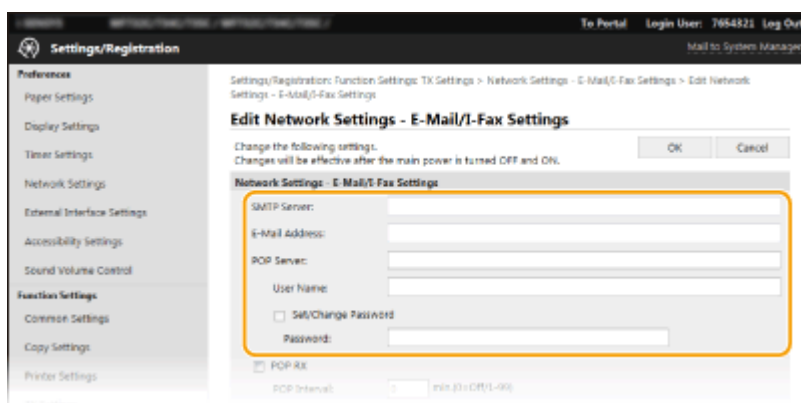 To Portal Login User: 7654321 Log Out
Settings/Registration
Mail to System Manager
Preferences
Paper Settings
Display Settings
Timer Settings
Network Settings
External Interface Settings
Accessibility Settings
Sound Volume Control
Function Settings
Common Settings
Copy Settings
Printer Settings
Settings/Registration: Function Settings: TX Settings > Network Settings - E-Mail/I-Fax Settings > Edit Network
Settings - E-Mail/I-Fax Settings
Edit Network Settings - E-Mail/I-Fax Settings
Change the following settings.
Changes will be effective after the main power is turned OFF and ON.
OK Cancel
Network Settings - E-Mail/I-Fax Settings
SMTP Server:
E-Mail Address:
POP Server:
User Name:
Set/Change Password
Password:
POP RX
POP Interval: min.(0:Off/1-99)